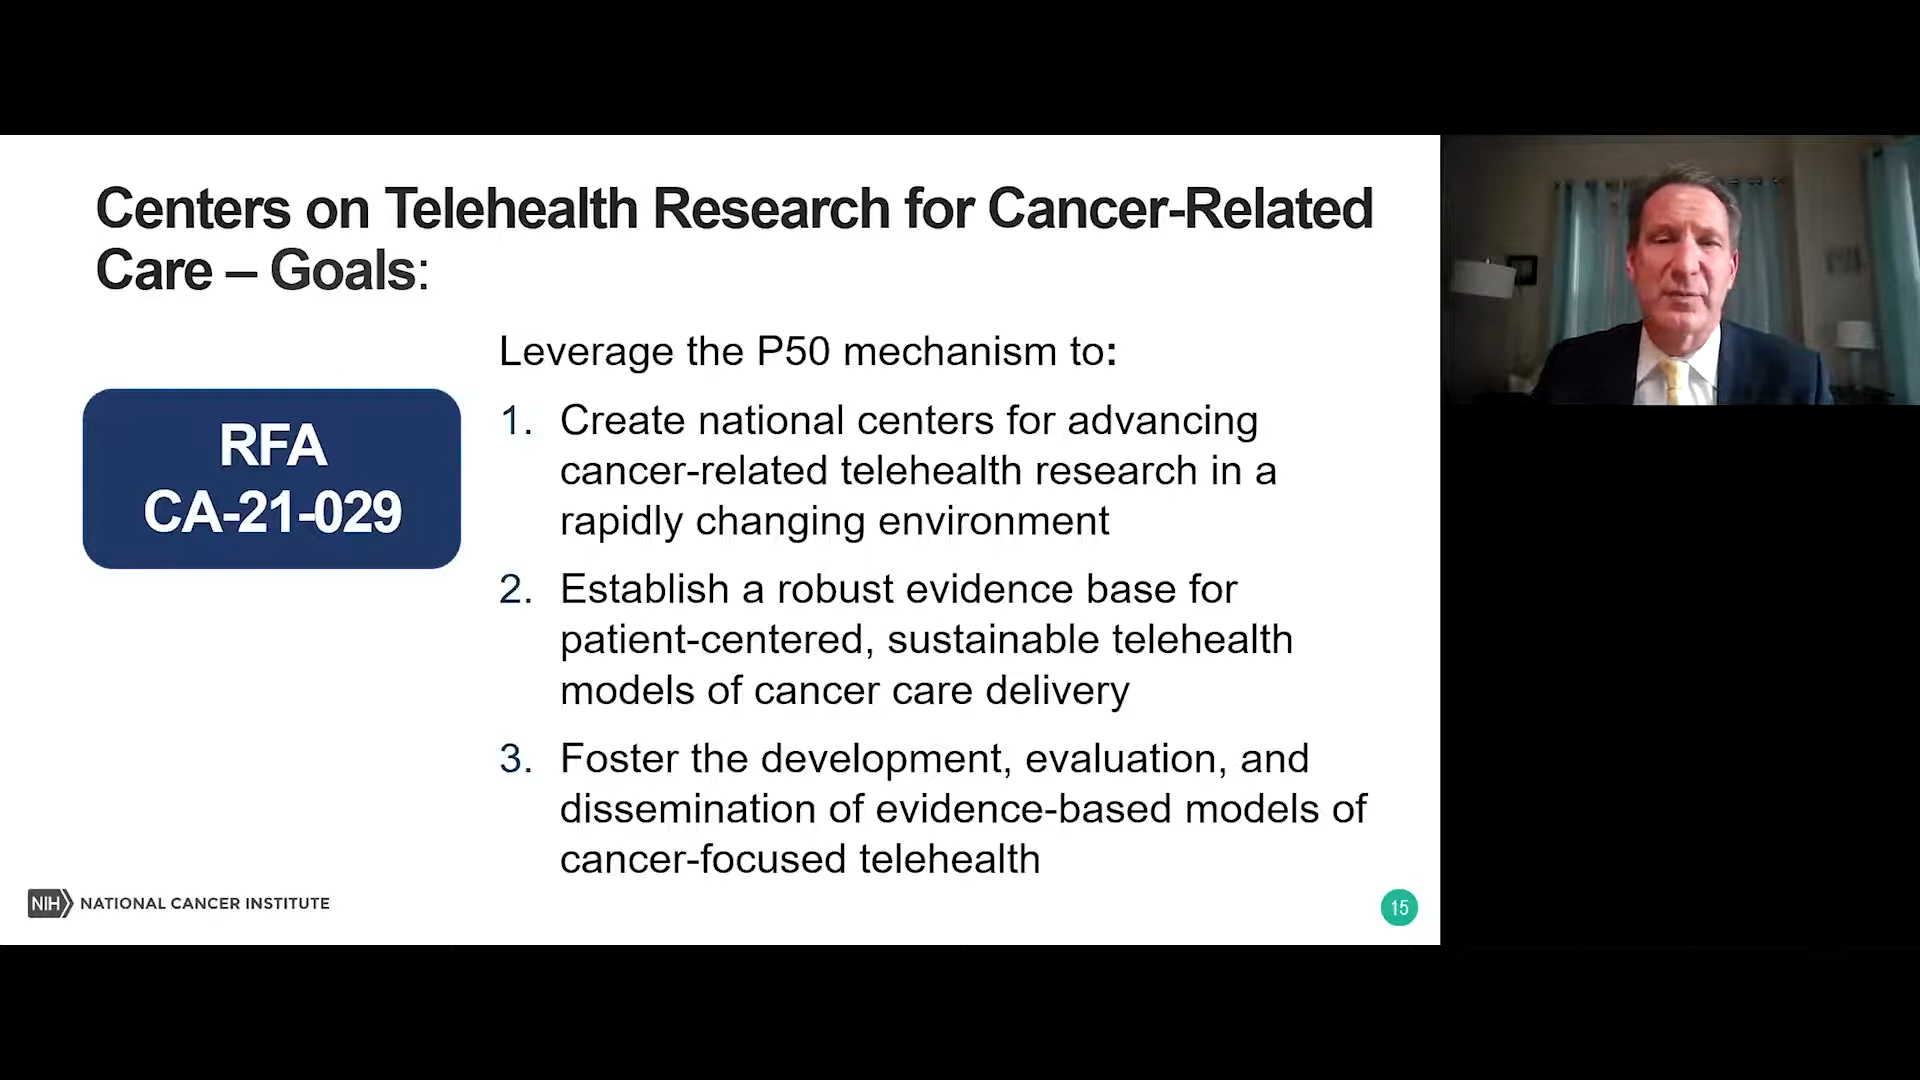 Centers on Telehealth Research for Cancer-Related
Care – Goals:
RFA
CA-21-029
Leverage the P50 mechanism to:
1. Create national centers for advancing
cancer-related telehealth research in a
rapidly changing environment
2. Establish a robust evidence base for
patient-centered, sustainable telehealth
models of cancer care delivery
3. Foster the development, evaluation, and
dissemination of evidence-based models of
cancer-focused telehealth
NIH NATIONAL CANCER INSTITUTE
15